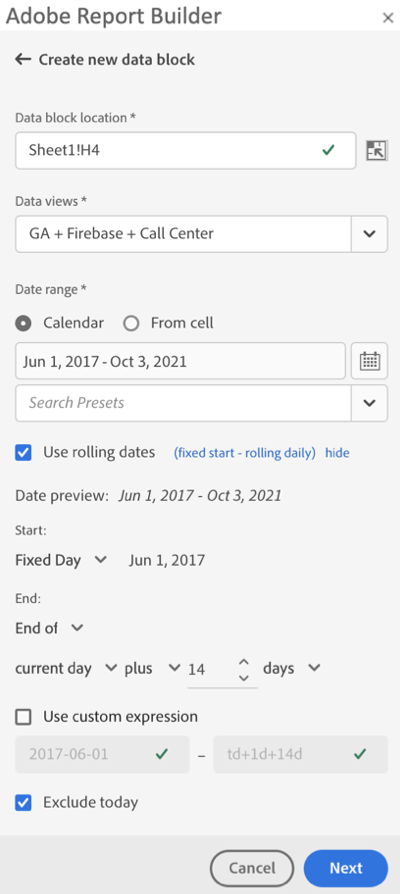 Adobe Report Builder
Create new data block
Data block location *
Sheet1!H4
Data views *
GA + Firebase + Call Center
Date range *
Calendar From cell
Jun 1, 2017 - Oct 3, 2021
Search Presets
Use rolling dates (fixed start - rolling daily) hide
Date preview: Jun 1, 2017 - Oct 3, 2021
Start:
Fixed Day Jun 1, 2017
End:
End of
current day plus 14 days
Use custom expression
2017-06-01 – td+1d+14d
Exclude today
Cancel Next